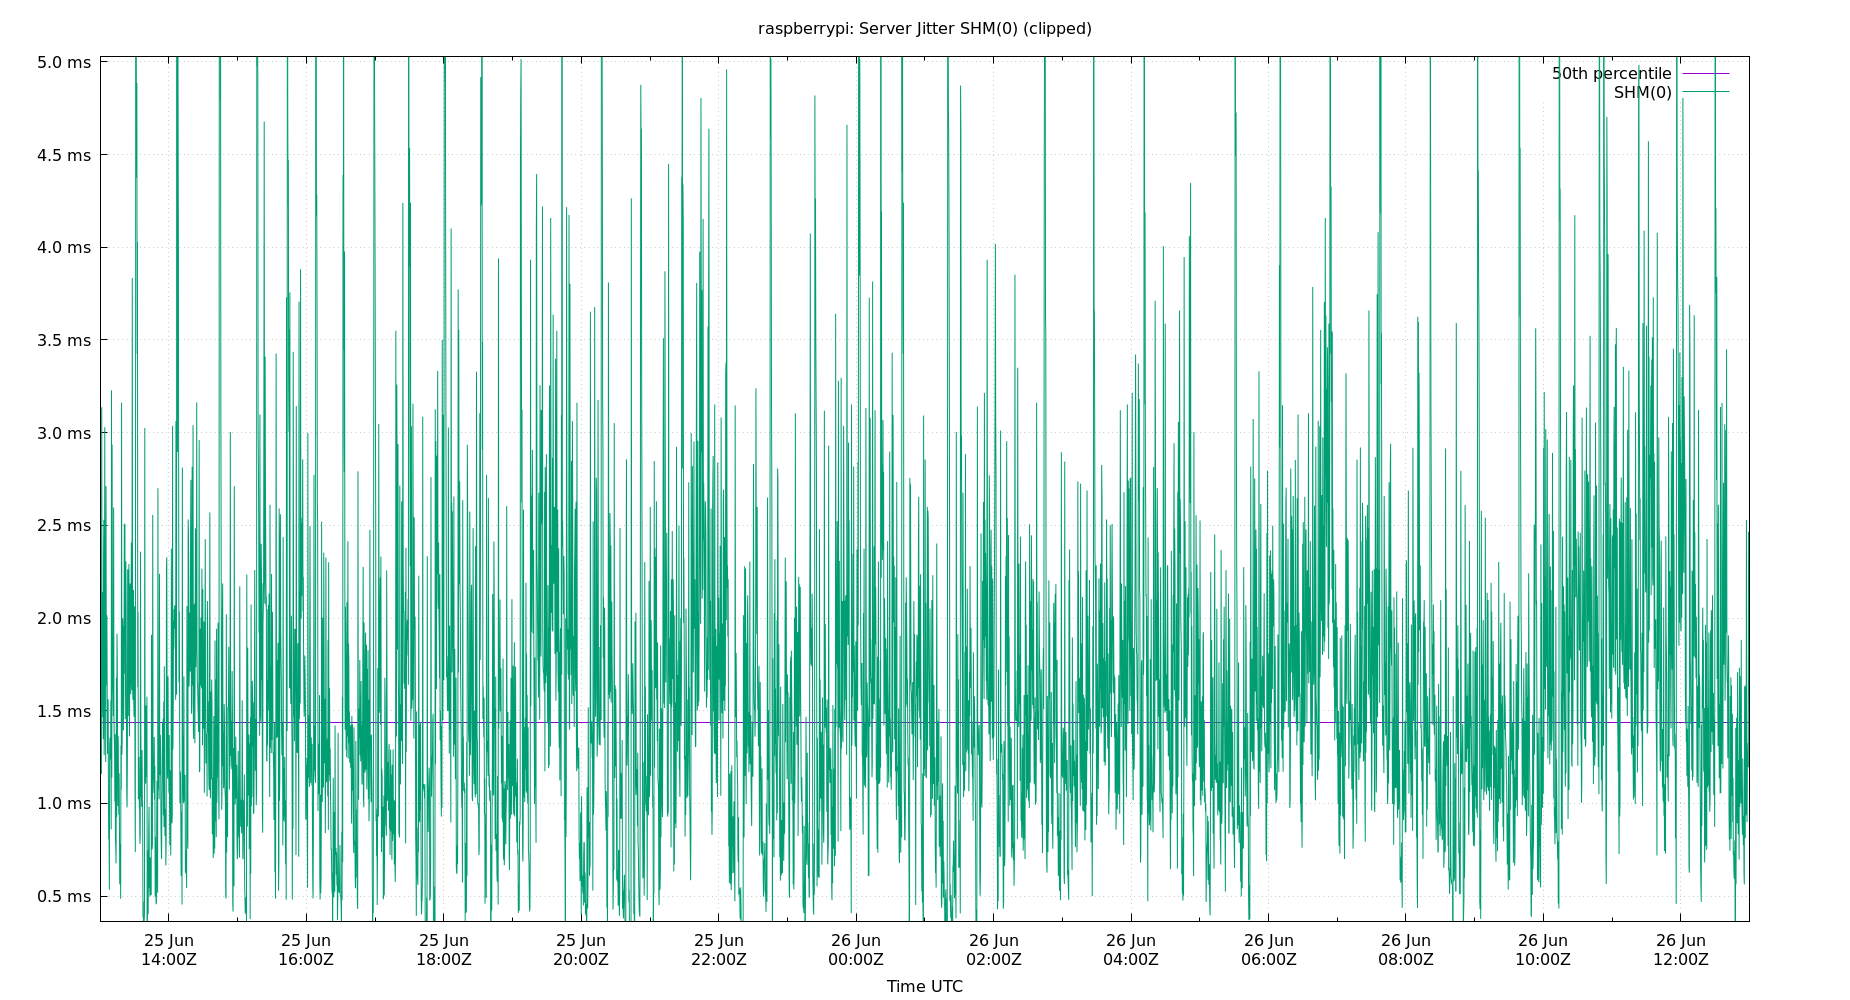 raspberrypi: Server Jitter SHM(0) (clipped)
5.0 ms
4.5 ms
4.0 ms
3.5 ms
3.0 ms
2.5 ms
2.0 ms
1.5 ms
1.0 ms
0.5 ms
50th percentile
SHM(0)
25 Jun 25 Jun 25 Jun 25 Jun 25 Jun 26 Jun 26 Jun 26 Jun 26 Jun 26 Jun 26 Jun 26 Jun
14:00Z 16:00Z 18:00Z 20:00Z 22:00Z 00:00Z 02:00Z 04:00Z 06:00Z 08:00Z 10:00Z 12:00Z
Time UTC